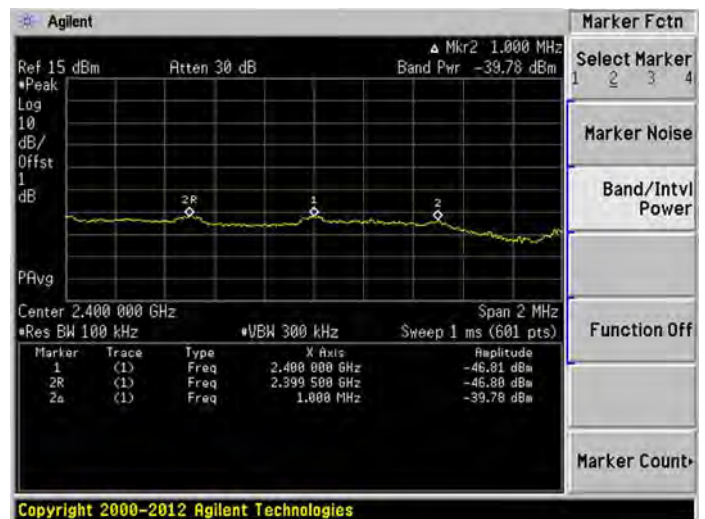 Agilent
Marker Fctn
Δ Mkr2 1.000 MHz
Ref 15 dBm Atten 30 dB Band Pwr -39.78 dBm
#Peak
Log
10
dB/
Offst
1
dB
2R 1 2
PAvg
Center 2.400 000 GHz Span 2 MHz
#Res BW 100 kHz #VBW 300 kHz Sweep 1 ms (601 pts)
Marker Trace Type X Axis Amplitude
1 (1) Freq 2.400 000 GHz -46.81 dBm
2R (1) Freq 2.399 500 GHz -46.80 dBm
2Δ (1) Freq 1.000 MHz -39.78 dBm
Copyright 2000-2012 Agilent Technologies
Select Marker
1 2 3 4
Marker Noise
Band/Intvl
Power
Function Off
Marker Count▸